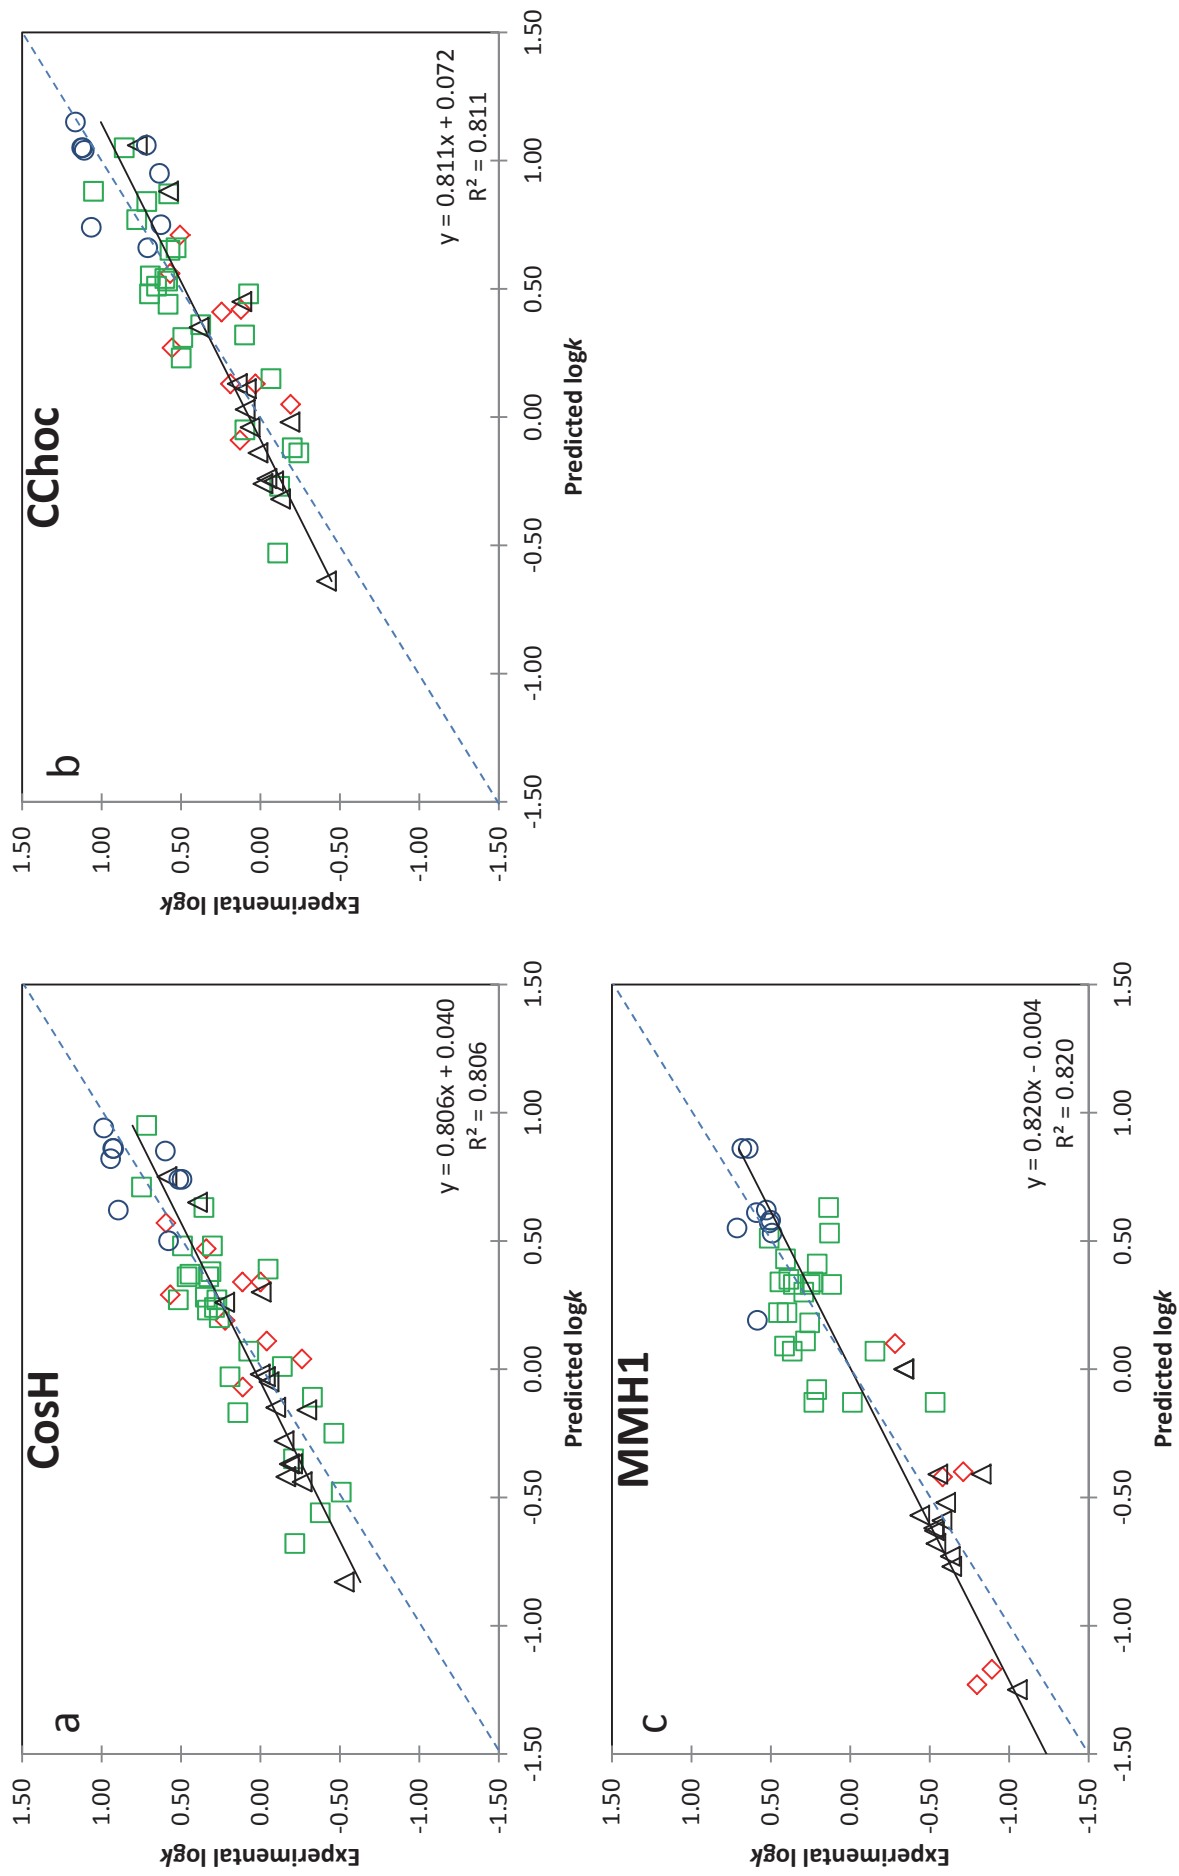 a
CosH
1.50
1.00
0.50
0.00
-0.50
-1.00
-1.50
Experimental logk
-1.50
-1.00
-0.50
0.00
0.50
1.00
1.50
Predicted logk
y = 0.806x + 0.040
R² = 0.806
b
CChoc
1.50
1.00
0.50
0.00
-0.50
-1.00
-1.50
Experimental logk
-1.50
-1.00
-0.50
0.00
0.50
1.00
1.50
Predicted logk
y = 0.811x + 0.072
R² = 0.811
c
MMH1
1.50
1.00
0.50
0.00
-0.50
-1.00
-1.50
Experimental logk
-1.50
-1.00
-0.50
0.00
0.50
1.00
1.50
Predicted logk
y = 0.820x - 0.004
R² = 0.820